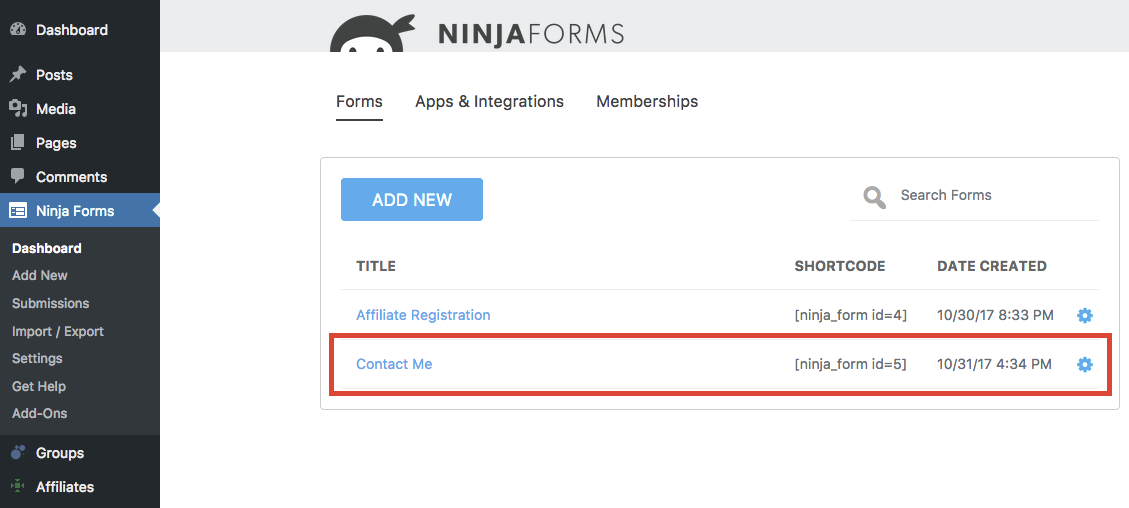 Dashboard
Posts
Media
Pages
Comments
Ninja Forms
Dashboard
Add New
Submissions
Import / Export
Settings
Get Help
Add-Ons
Groups
Affiliates
NINJAFORMS
Forms Apps & Integrations Memberships
ADD NEW Search Forms
TITLE SHORTCODE DATE CREATED
Affiliate Registration [ninja_form id=4] 10/30/17 8:33 PM
Contact Me [ninja_form id=5] 10/31/17 4:34 PM